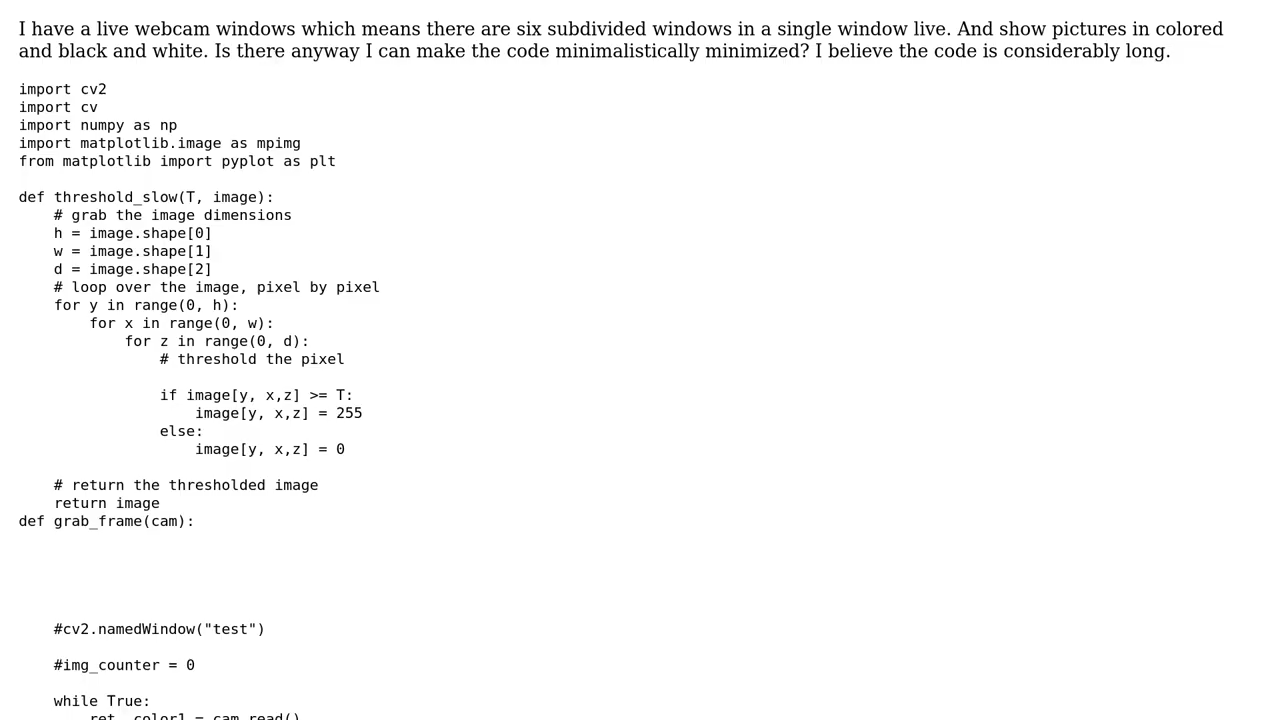 I have a live webcam windows which means there are six subdivided windows in a single window live. And show pictures in colored
and black and white. Is there anyway I can make the code minimalistically minimized? I believe the code is considerably long.
import cv2
import cv
import numpy as np
import matplotlib.image as mpimg
from matplotlib import pyplot as plt
def threshold_slow(T, image):
    # grab the image dimensions
    h = image.shape[0]
    w = image.shape[1]
    d = image.shape[2]
    # loop over the image, pixel by pixel
    for y in range(0, h):
        for x in range(0, w):
            for z in range(0, d):
                # threshold the pixel
                if image[y, x,z] >= T:
                    image[y, x,z] = 255
                else:
                    image[y, x,z] = 0
    # return the thresholded image
    return image
def grab_frame(cam):
    #cv2.namedWindow("test")
    #img_counter = 0
    while True:
        ret, color1 = cam.read()